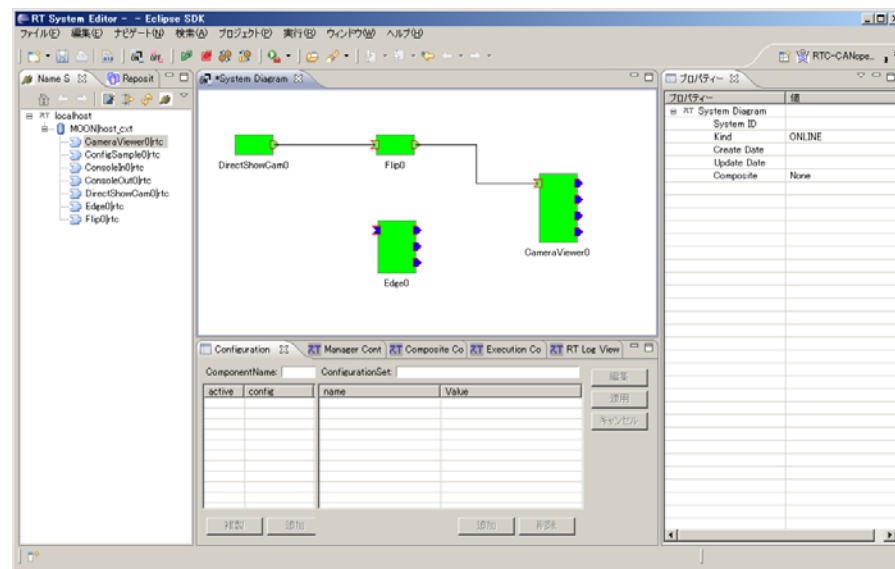 RT System Editor - - Eclipse SDK
ファイル(F) 編集(E) ナビゲート(N) 検索(A) プロジェクト(P) 実行(R) ウィンドウ(W) ヘルプ(H)
RTC-CANope..
Name S Reposit
*System Diagram
プロパティー
localhost
MOON|host_cxt
CameraViewer0|rtc
ConfigSample0|rtc
ConsoleIn0|rtc
ConsoleOut0|rtc
DirectShowCam0|rtc
Edge0|rtc
Flip0|rtc
DirectShowCam0
Flip0
CameraViewer0
Edge0
プロパティー 値
System Diagram
System ID
Kind ONLINE
Create Date
Update Date
Composite None
Configuration RT Manager Cont RT Composite Co RT Execution Co RT RT Log View
ComponentName: ConfigurationSet:
active config name Value
編集
適用
キャンセル
複製 追加 追加 削除